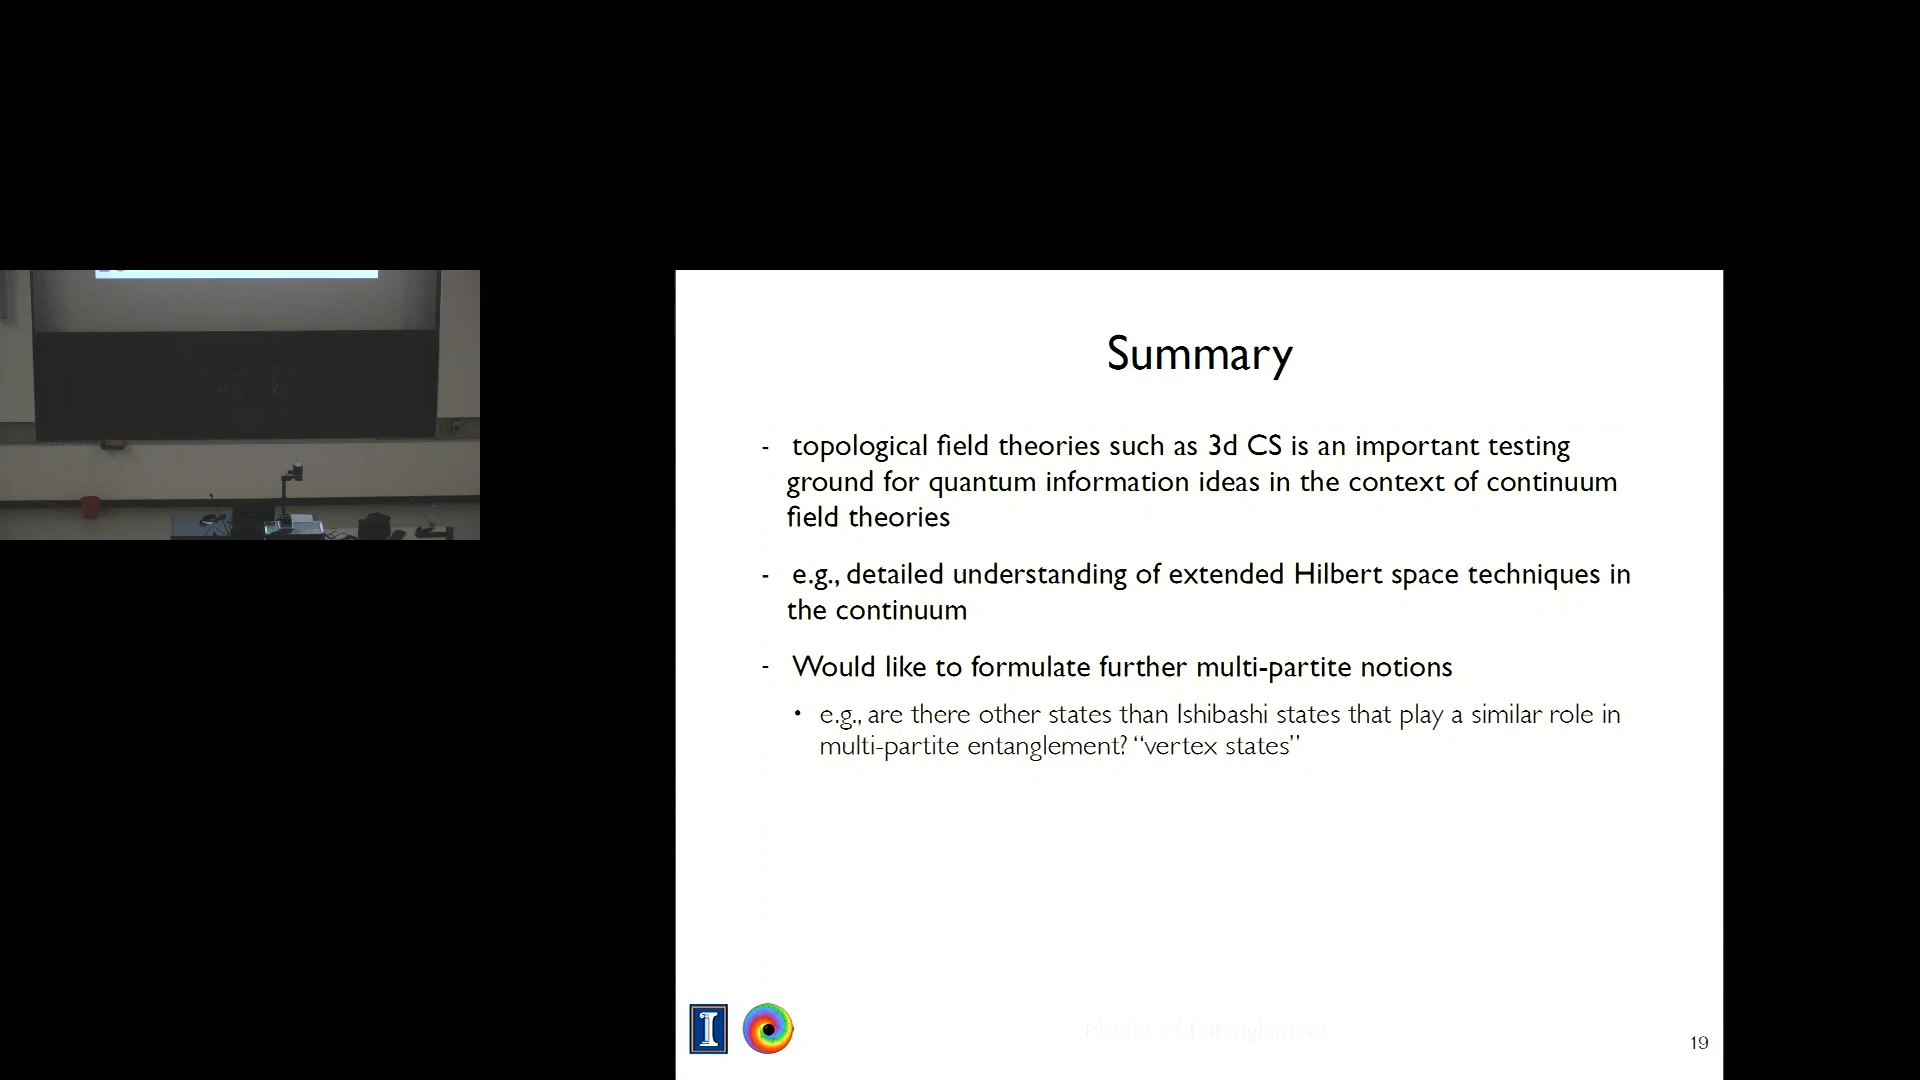 Summary
- topological field theories such as 3d CS is an important testing
ground for quantum information ideas in the context of continuum
field theories
- e.g., detailed understanding of extended Hilbert space techniques in
the continuum
- Would like to formulate further multi-partite notions
• e.g., are there other states than Ishibashi states that play a similar role in
multi-partite entanglement? “vertex states”
Modes of Entanglement
19